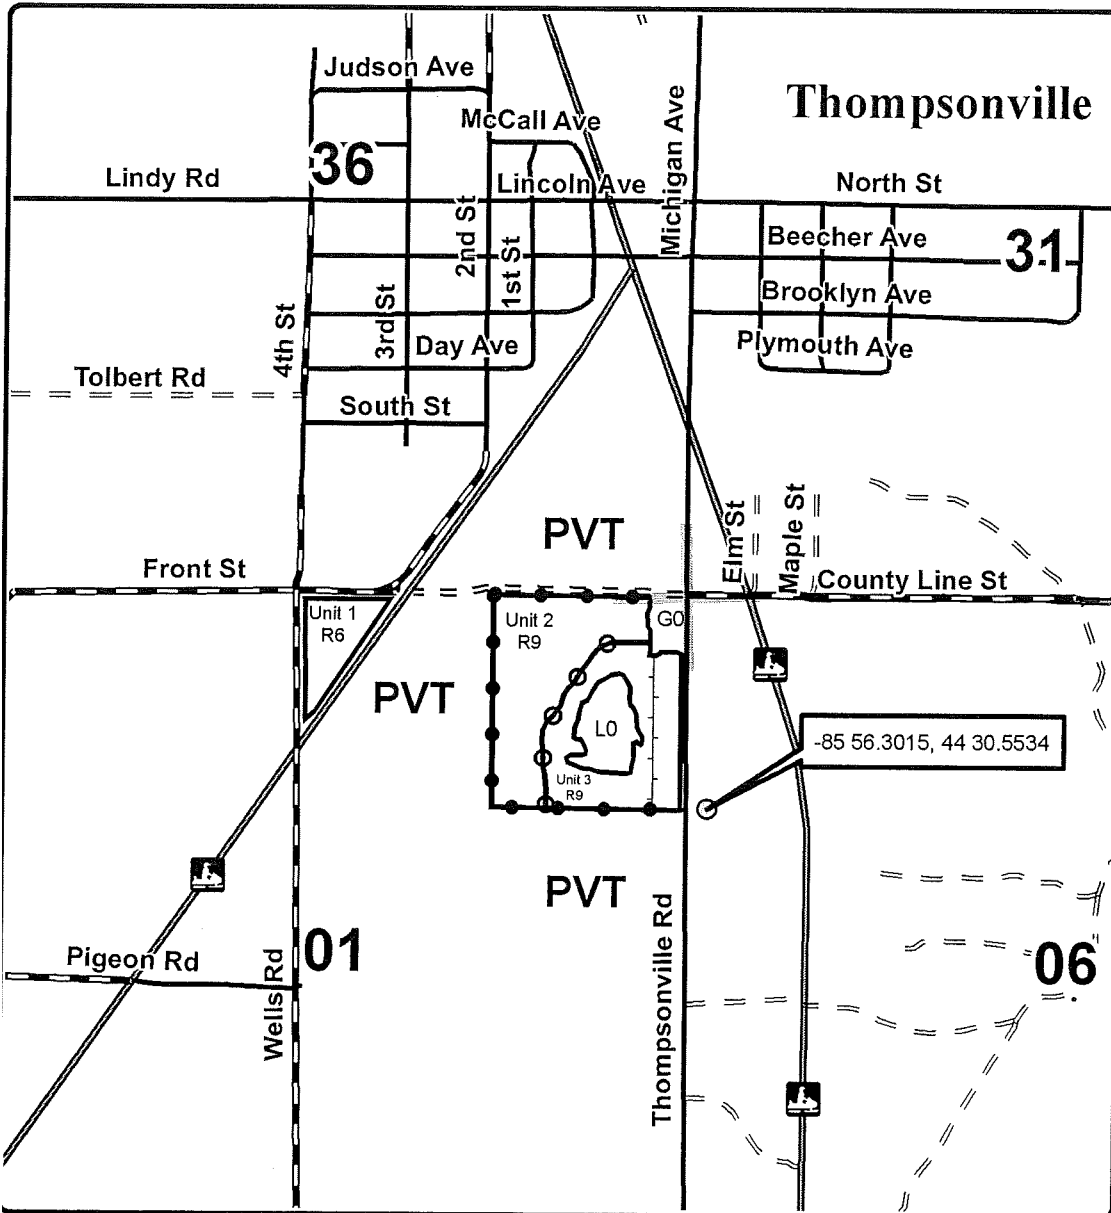 Judson Ave
McCall Ave
Michigan Ave
Thompsonville
36
Lindy Rd
Lincoln Ave
North St
2nd St
1st St
Beecher Ave
31
Brooklyn Ave
4th St
3rd St
Day Ave
Plymouth Ave
Tolbert Rd
South St
PVT
Elm St
Maple St
Front St
County Line St
Unit 1
R6
Unit 2
R9
G0
PVT
L0
-85 56.3015, 44 30.5534
Unit 3
R9
PVT
Thompsonville Rd
01
Pigeon Rd
Wells Rd
06